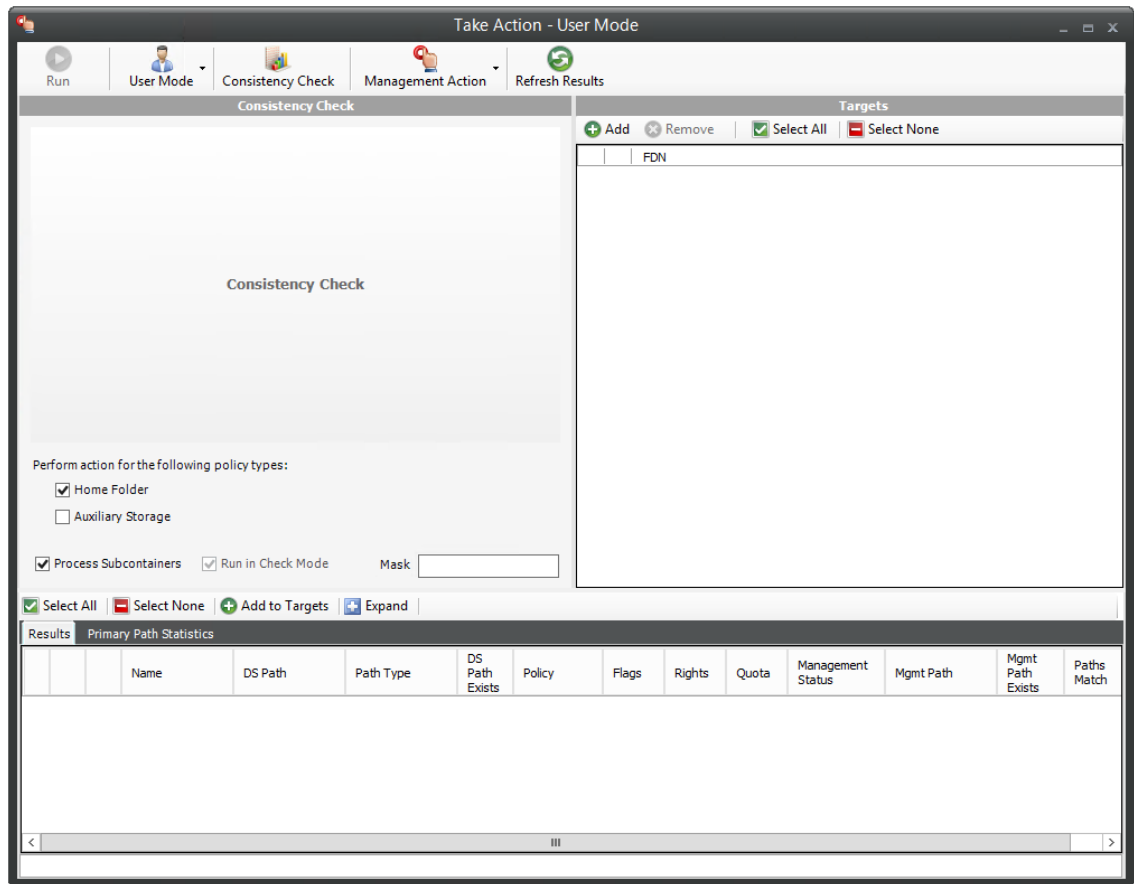 Take Action - User Mode
Run
User Mode
Consistency Check
Management Action
Refresh Results
Consistency Check
Targets
Add
Remove
Select All
Select None
FDN
Consistency Check
Perform action for the following policy types:
Home Folder
Auxiliary Storage
Process Subcontainers
Run in Check Mode
Mask
Select All
Select None
Add to Targets
Expand
Results
Primary Path Statistics
Name
DS Path
Path Type
DS
Path
Exists
Policy
Flags
Rights
Quota
Management
Status
Mgmt Path
Mgmt
Path
Exists
Paths
Match